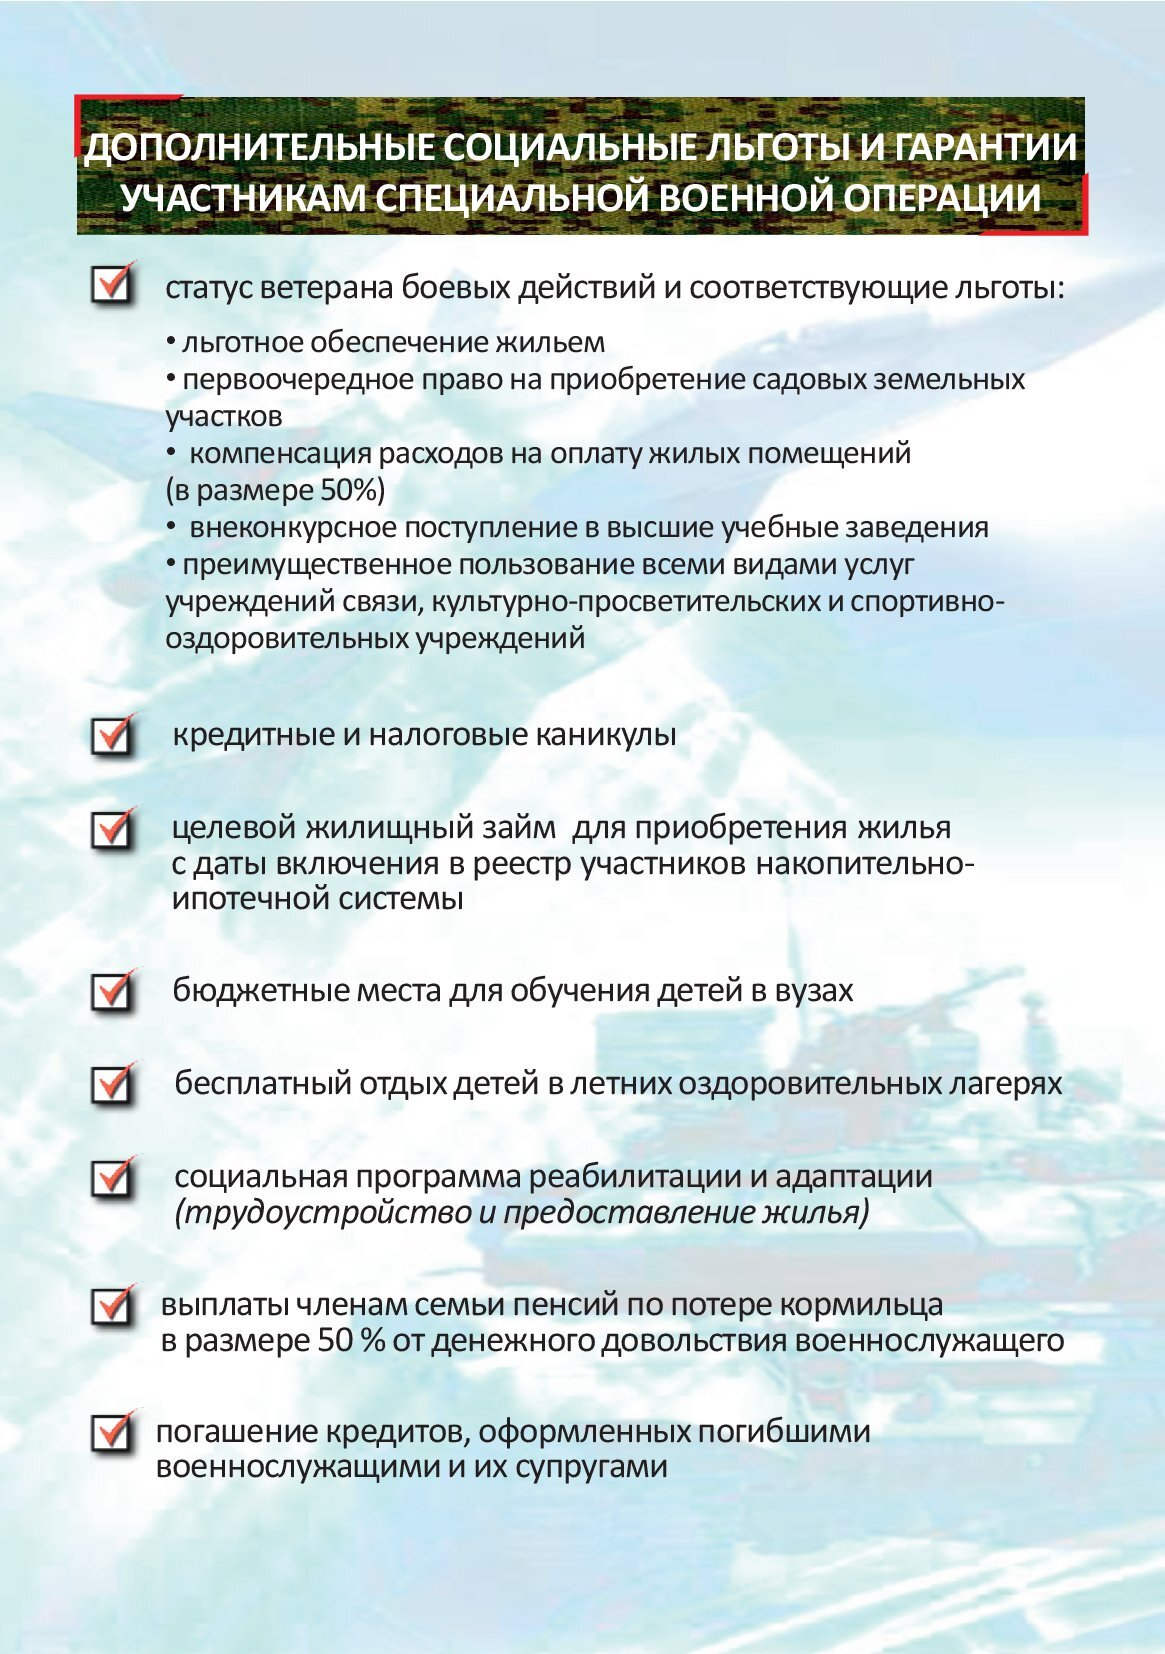 ДОПОЛНИТЕЛЬНЫЕ СОЦИАЛЬНЫЕ ЛЬГОТЫ И ГАРАНТИИ
УЧАСТНИКАМ СПЕЦИАЛЬНОЙ ВОЕННОЙ ОПЕРАЦИИ
статус ветерана боевых действий и соответствующие льготы:
• льготное обеспечение жильем
• первоочередное право на приобретение садовых земельных
участков
• компенсация расходов на оплату жилых помещений
(в размере 50%)
• внеконкурсное поступление в высшие учебные заведения
• преимущественное пользование всеми видами услуг
учреждений связи, культурно-просветительских и спортивно-
оздоровительных учреждений
кредитные и налоговые каникулы
целевой жилищный займ для приобретения жилья
с даты включения в реестр участников накопительно-
ипотечной системы
бюджетные места для обучения детей в вузах
бесплатный отдых детей в летних оздоровительных лагерях
социальная программа реабилитации и адаптации
(трудоустройство и предоставление жилья)
выплаты членам семьи пенсий по потере кормильца
в размере 50 % от денежного довольствия военнослужащего
погашение кредитов, оформленных погибшими
военнослужащими и их супругами